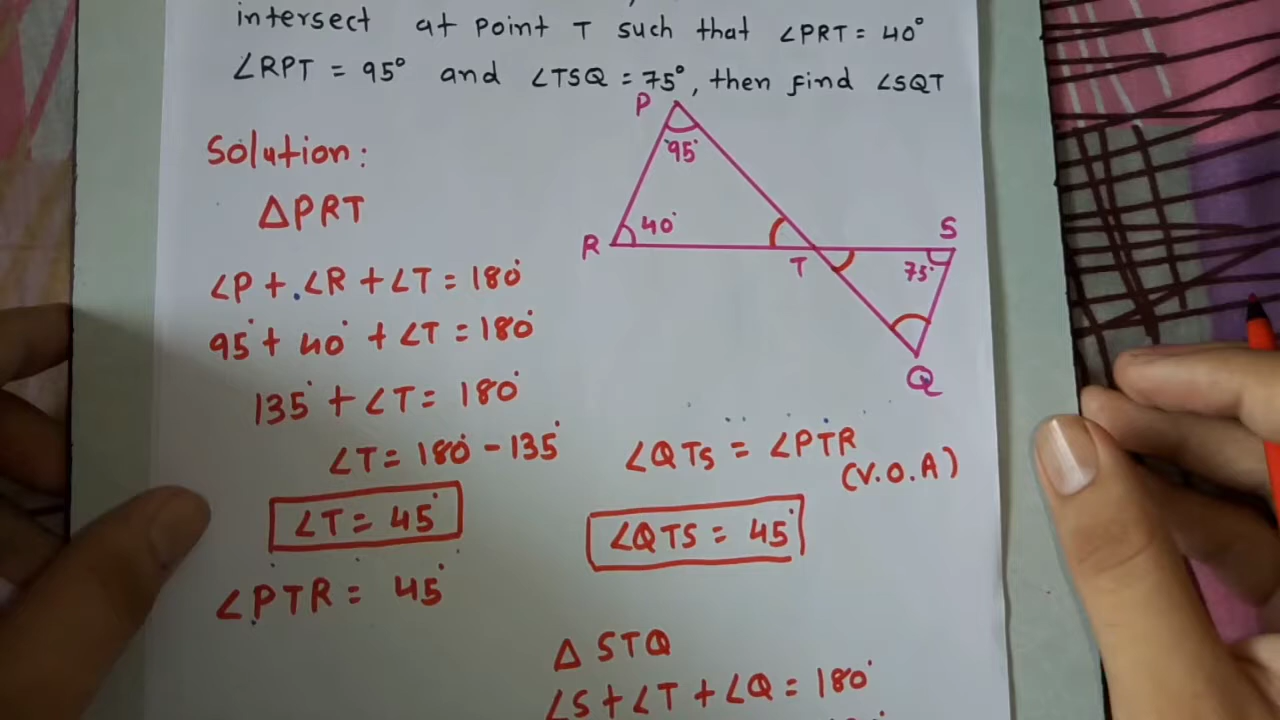 intersect at point T such that ∠PRT = 40°
∠RPT = 95° and ∠TSQ = 75°, then find ∠SQT
Solution:
△PRT
∠P + ∠R + ∠T = 180°
95° + 40° + ∠T = 180°
135° + ∠T = 180°
∠T = 180° - 135°
∠T = 45°
∠PTR = 45°
P
95°
R
40°
T
S
75°
Q
∠QTS = ∠PTR
(V.O.A)
∠QTS = 45°
△STQ
∠S + ∠T + ∠Q = 180°